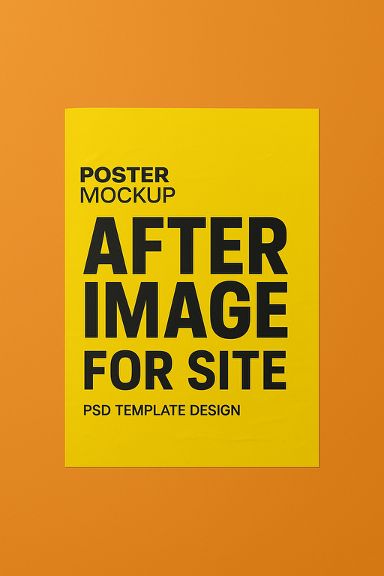 POSTER
MOCKUP
AFTER
IMAGE
FOR SITE
PSD TEMPLATE DESIGN